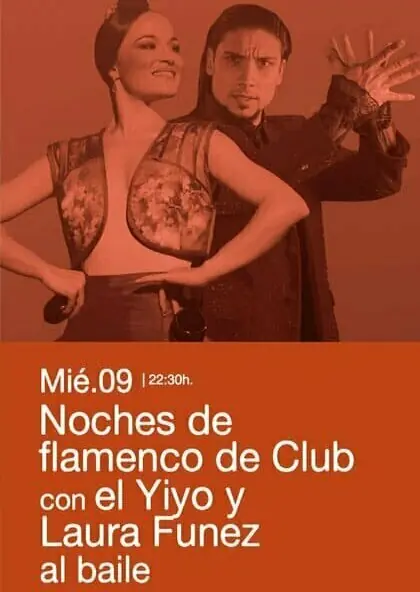 Mié.09 | 22:30h.
Noches de
flamenco de Club
con el Yiyo y
Laura Funez
al baile